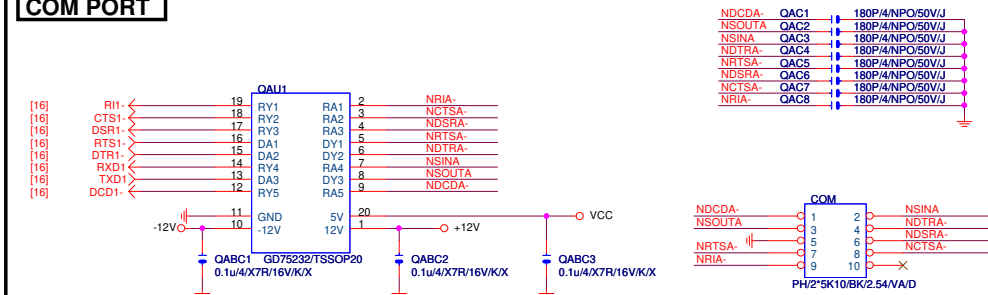 COM PORT
NDCDA- QAC1 180P/4/NPO/50V/J
NSOUTA QAC2 180P/4/NPO/50V/J
NSINA QAC3 180P/4/NPO/50V/J
NDTRA- QAC4 180P/4/NPO/50V/J
NRTSA- QAC5 180P/4/NPO/50V/J
NDSRA- QAC6 180P/4/NPO/50V/J
NCTSA- QAC7 180P/4/NPO/50V/J
NRIA- QAC8 180P/4/NPO/50V/J
QAU1
[16] RI1- 19 RY1 RA1 2 NRIA-
[16] CTS1- 18 RY2 RA2 3 NCTSA-
[16] DSR1- 17 RY3 RA3 4 NDSRA-
[16] RTS1- 16 DA1 DY1 5 NRTSA-
[16] DTR1- 15 DA2 DY2 6 NDTRA-
[16] RXD1 14 RY4 RA4 7 NSINA
[16] TXD1 13 DA3 DY3 8 NSOUTA
[16] DCD1- 12 RY5 RA5 9 NDCDA-
11 GND 5V 20 VCC
-12V 10 -12V 12V 1 +12V
GD75232/TSSOP20
QABC1 0.1u/4/X7R/16V/K/X
QABC2 0.1u/4/X7R/16V/K/X
QABC3 0.1u/4/X7R/16V/K/X
COM
NDCDA- 1 2 NSINA
NSOUTA 3 4 NDTRA-
5 6 NDSRA-
NRTSA- 7 8 NCTSA-
NRIA- 9 10
PH/2*5K10/BK/2.54/VA/D